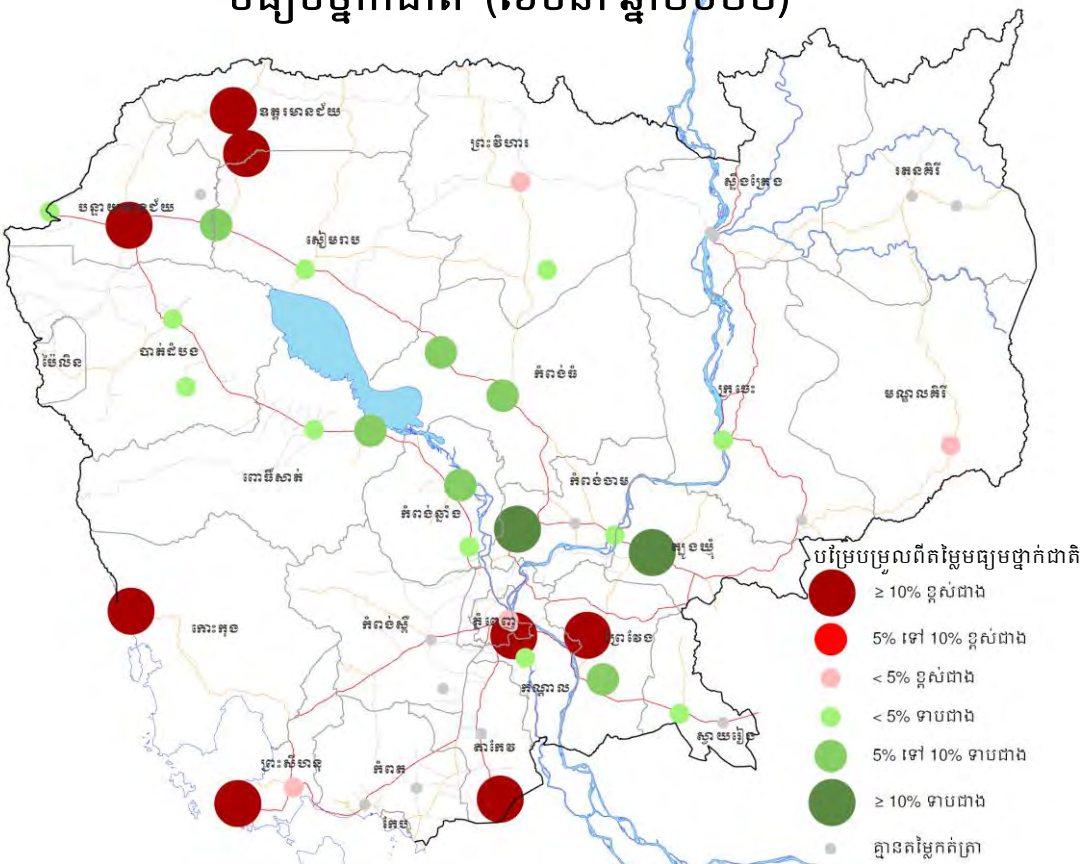 ឧត្តរមានជ័យ
ព្រះវិហារ
ស្ទឹងត្រែង
រតនគិរី
សៀមរាប
បាត់ដំបង
ប៉ៃលិន
កំពង់ធំ
ក្រចេះ
មណ្ឌលគិរី
ពោធិ៍សាត់
កំពង់ចាម
កំពង់ឆ្នាំង
ត្បូងឃ្មុំ
បម្រែបម្រួលពីតម្លៃមធ្យមថ្នាក់ជាតិ
≥ 10% ខ្ពស់ជាង
កោះកុង
កំពង់ស្ពឺ
ភ្នំពេញ
ព្រៃវែង
5% ទៅ 10% ខ្ពស់ជាង
< 5% ខ្ពស់ជាង
កណ្ដាល
< 5% ទាបជាង
ស្វាយរៀង
តាកែវ
5% ទៅ 10% ទាបជាង
ព្រះសីហនុ
កំពត
≥ 10% ទាបជាង
កែប
គ្មានតម្លៃកត់ត្រា